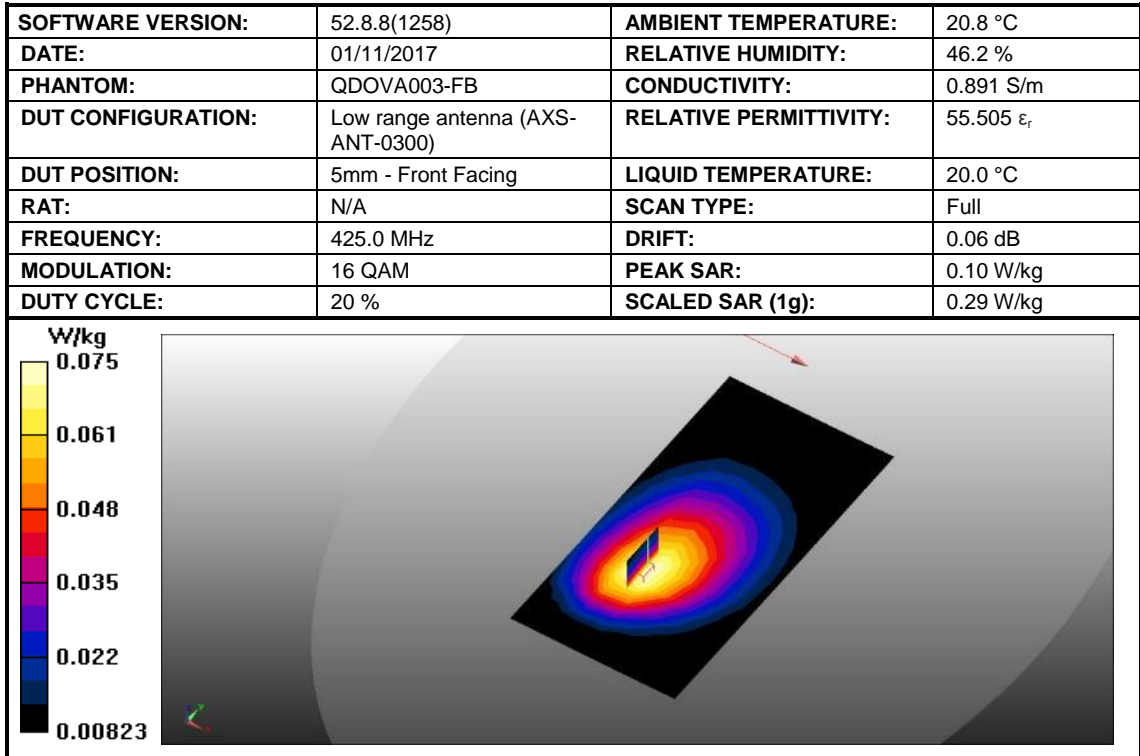 SOFTWARE VERSION: 52.8.8(1258) AMBIENT TEMPERATURE: 20.8 °C
DATE: 01/11/2017 RELATIVE HUMIDITY: 46.2 %
PHANTOM: QDOVA003-FB CONDUCTIVITY: 0.891 S/m
DUT CONFIGURATION: Low range antenna (AXS- RELATIVE PERMITTIVITY: 55.505 εr
ANT-0300)
DUT POSITION: 5mm - Front Facing LIQUID TEMPERATURE: 20.0 °C
RAT: N/A SCAN TYPE: Full
FREQUENCY: 425.0 MHz DRIFT: 0.06 dB
MODULATION: 16 QAM PEAK SAR: 0.10 W/kg
DUTY CYCLE: 20 % SCALED SAR (1g): 0.29 W/kg
W/kg
0.075
0.061
0.048
0.035
0.022
0.00823